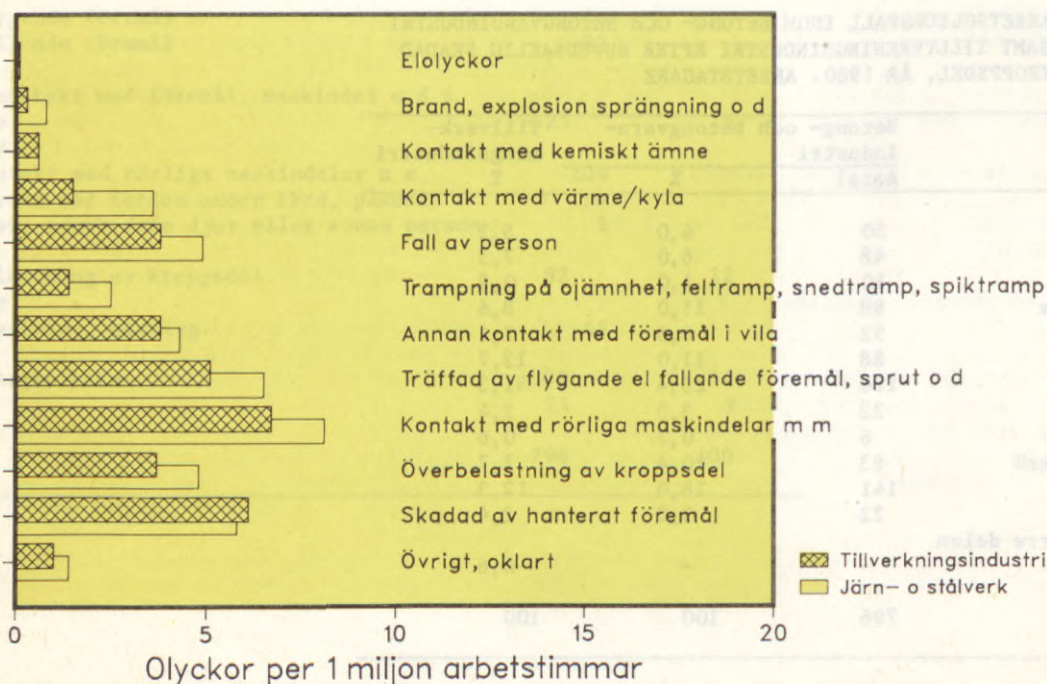 Elolyckor
Brand, explosion sprängning o d
Kontakt med kemiskt ämne
Kontakt med värme/kyla
Fall av person
Trampning på ojämnhet, feltramp, snedtramp, spiktramp
Annan kontakt med föremål i vila
Träffad av flygande el fallande föremål, sprut o d
Kontakt med rörliga maskindelar m m
Överbelastning av kroppsdel
Skadad av hanterat föremål
Övrigt, oklart
Tillverkningsindustri
Järn- o stålverk
0 5 10 15 20
Olyckor per 1 miljon arbetstimmar